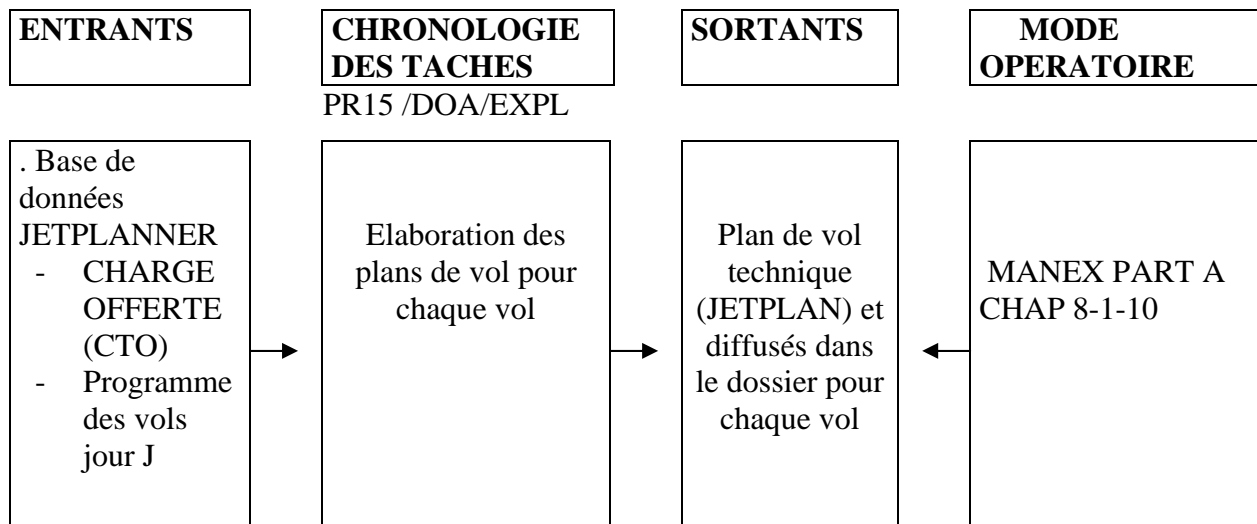 ENTRANTS
CHRONOLOGIE
DES TACHES
SORTANTS
MODE
OPERATOIRE
PR15 /DOA/EXPL
. Base de
données
JETPLANNER
- CHARGE
OFFERTE
(CTO)
- Programme
des vols
jour J
Elaboration des
plans de vol pour
chaque vol
Plan de vol
technique
(JETPLAN) et
diffusés dans
le dossier pour
chaque vol
MANEX PART A
CHAP 8-1-10